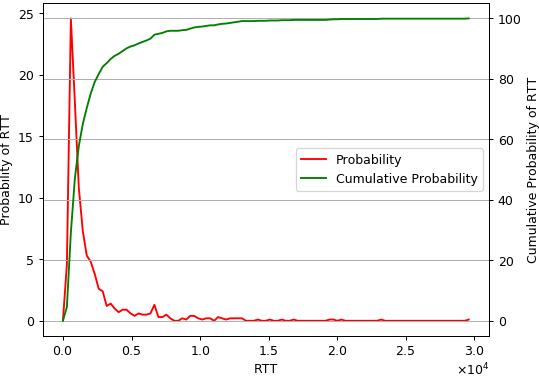 25
20
15
10
5
0
Probability of RTT
100
80
60
40
20
0
Cumulative Probability of RTT
Probability
Cumulative Probability
0.0 0.5 1.0 1.5 2.0 2.5 3.0
RTT
×10⁴